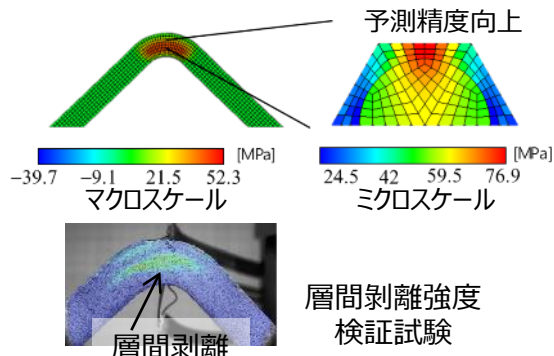 予測精度向上
[MPa]
−39.7 −9.1 21.5 52.3
マクロスケール
[MPa]
24.5 42 59.5 76.9
ミクロスケール
層間剥離
層間剥離強度
検証試験